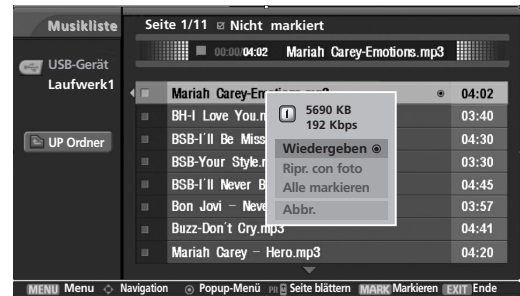 Musikliste
Seite 1/11 Nicht markiert
00:00/04:02 Mariah Carey-Emotions.mp3
USB-Gerät
Laufwerk1
UP Ordner
Mariah Carey-Emotions.mp3 04:02
BH-I Love You. 03:40
BSB-I´ll Be Miss 04:30
BSB-Your Style. 03:30
BSB-I´ll Never B 04:45
Bon Jovi – Neve 03:57
Buzz-Don´t Cry.mp3 04:41
Mariah Carey – Hero.mp3 04:20
5690 KB
192 Kbps
Wiedergeben
Ripr. con foto
Alle markieren
Abbr.
MENU Menu Navigation Popup-Menü PR Seite blättern MARK Markieren EXIT Ende